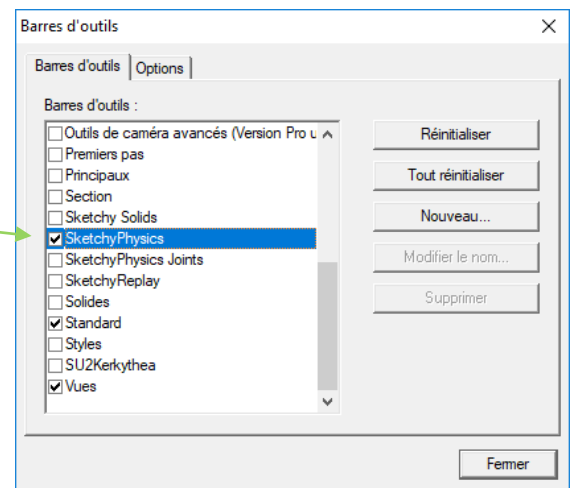 Barres d'outils
Barres d'outils
Options
Barres d'outils :
Outils de caméra avancés (Version Pro u
Premiers pas
Principaux
Section
Sketchy Solids
SketchyPhysics
SketchyPhysics Joints
SketchyReplay
Solides
Standard
Styles
SU2Kerkythea
Vues
Réinitialiser
Tout réinitialiser
Nouveau...
Modifier le nom...
Supprimer
Fermer